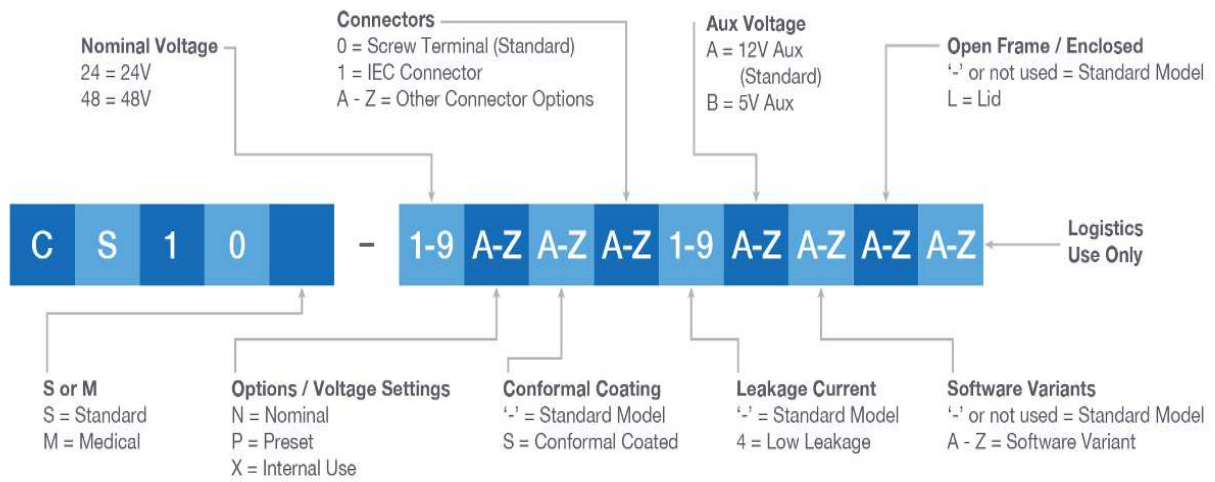 Nominal Voltage
24 = 24V
48 = 48V
Connectors
0 = Screw Terminal (Standard)
1 = IEC Connector
A - Z = Other Connector Options
Aux Voltage
A = 12V Aux
(Standard)
B = 5V Aux
Open Frame / Enclosed
‘-’ or not used = Standard Model
L = Lid
C S 1 0 - 1-9 A-Z A-Z A-Z 1-9 A-Z A-Z A-Z A-Z
Logistics
Use Only
S or M
S = Standard
M = Medical
Options / Voltage Settings
N = Nominal
P = Preset
X = Internal Use
Conformal Coating
‘-’ = Standard Model
S = Conformal Coated
Leakage Current
‘-’ = Standard Model
4 = Low Leakage
Software Variants
‘-’ or not used = Standard Model
A - Z = Software Variant